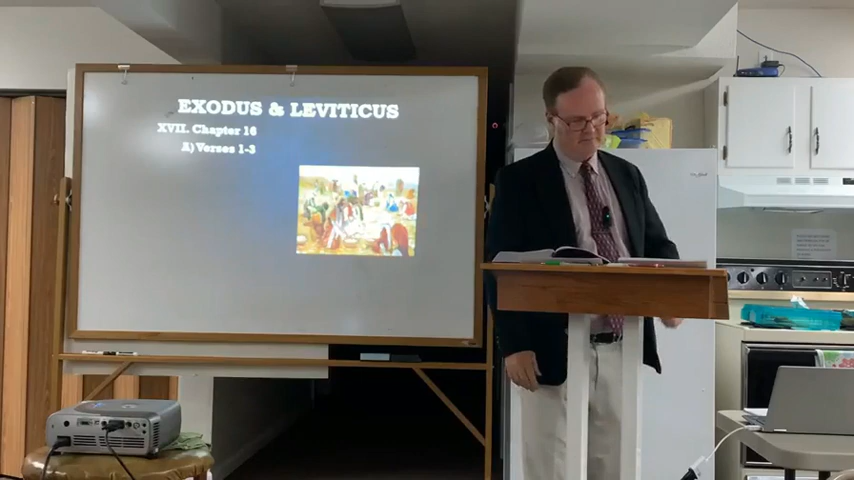 EXODUS & LEVITICUS
XVII. Chapter 16
A) Verses 1-3